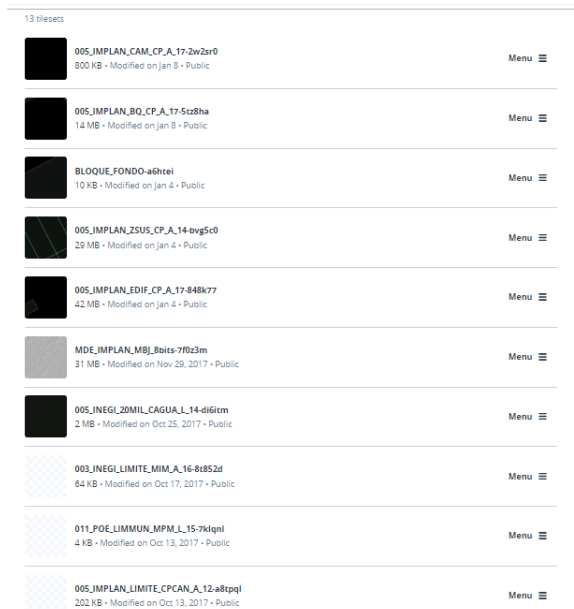 13 tilesets
005_IMPLAN_CAM_CP_A_17-2w2sr0
Menu
800 KB • Modified on Jan 8 • Public
005_IMPLAN_BQ_CP_A_17-5tz8ha
Menu
14 MB • Modified on Jan 8 • Public
BLOQUE_FONDO-a6htei
Menu
10 KB • Modified on Jan 4 • Public
005_IMPLAN_ZSUS_CP_A_14-bvg5c0
Menu
29 MB • Modified on Jan 4 • Public
005_IMPLAN_EDIF_CP_A_17-848k77
Menu
42 MB • Modified on Jan 4 • Public
MDE_IMPLAN_MBJ_8bits-7f0z3m
Menu
31 MB • Modified on Nov 29, 2017 • Public
005_INEGI_20MIL_CAGUA_L_14-di6itm
Menu
2 MB • Modified on Oct 25, 2017 • Public
003_INEGI_LIMITE_MIM_A_16-8t852d
Menu
64 KB • Modified on Oct 17, 2017 • Public
011_POE_LIMMUN_MPM_L_15-7klqnl
Menu
4 KB • Modified on Oct 13, 2017 • Public
005_IMPLAN_LIMITE_CPCAN_A_12-a8tpql
Menu
202 KB • Modified on Oct 13, 2017 • Public